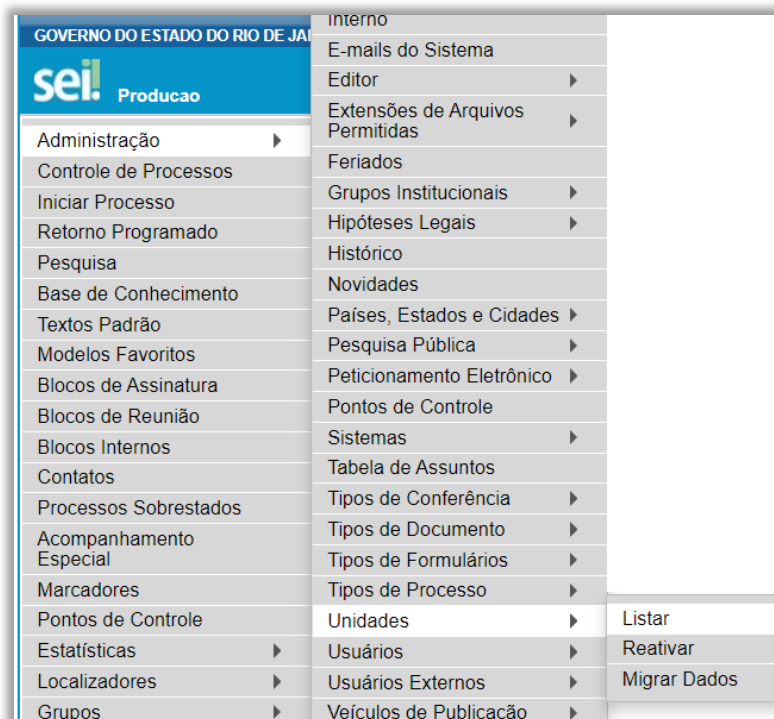 GOVERNO DO ESTADO DO RIO DE JA
sei!
Producao
Administração
Controle de Processos
Iniciar Processo
Retorno Programado
Pesquisa
Base de Conhecimento
Textos Padrão
Modelos Favoritos
Blocos de Assinatura
Blocos de Reunião
Blocos Internos
Contatos
Processos Sobrestados
Acompanhamento
Especial
Marcadores
Pontos de Controle
Estatísticas
Localizadores
Grupos
Interno
E-mails do Sistema
Editor
Extensões de Arquivos
Permitidas
Feriados
Grupos Institucionais
Hipóteses Legais
Histórico
Novidades
Países, Estados e Cidades
Pesquisa Pública
Peticionamento Eletrônico
Pontos de Controle
Sistemas
Tabela de Assuntos
Tipos de Conferência
Tipos de Documento
Tipos de Formulários
Tipos de Processo
Unidades
Usuários
Usuários Externos
Veículos de Publicação
Listar
Reativar
Migrar Dados